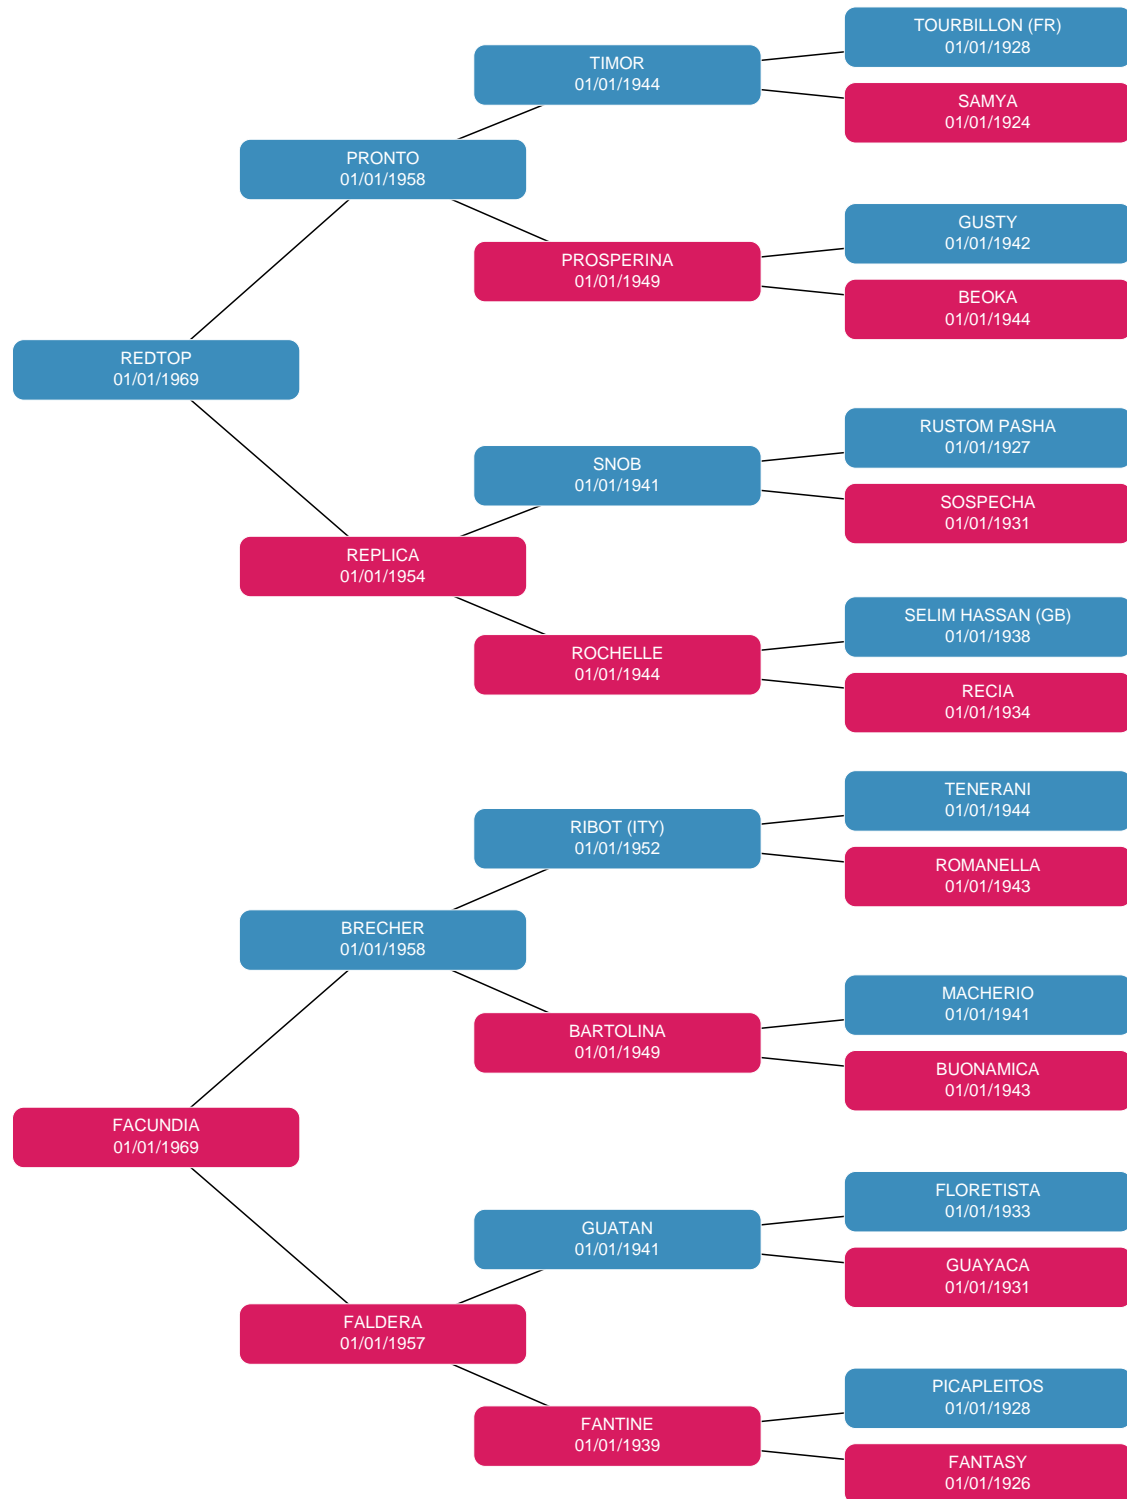 TOURBILLON (FR)
01/01/1928
TIMOR
01/01/1944
SAMYA
01/01/1924
PRONTO
01/01/1958
GUSTY
01/01/1942
PROSPERINA
01/01/1949
BEOKA
01/01/1944
REDTOP
01/01/1969
RUSTOM PASHA
01/01/1927
SNOB
01/01/1941
SOSPECHA
01/01/1931
REPLICA
01/01/1954
SELIM HASSAN (GB)
01/01/1938
ROCHELLE
01/01/1944
RECIA
01/01/1934
TENERANI
01/01/1944
RIBOT (ITY)
01/01/1952
ROMANELLA
01/01/1943
BRECHER
01/01/1958
MACHERIO
01/01/1941
BARTOLINA
01/01/1949
BUONAMICA
01/01/1943
FACUNDIA
01/01/1969
FLORETISTA
01/01/1933
GUATAN
01/01/1941
GUAYACA
01/01/1931
FALDERA
01/01/1957
PICAPLEITOS
01/01/1928
FANTINE
01/01/1939
FANTASY
01/01/1926